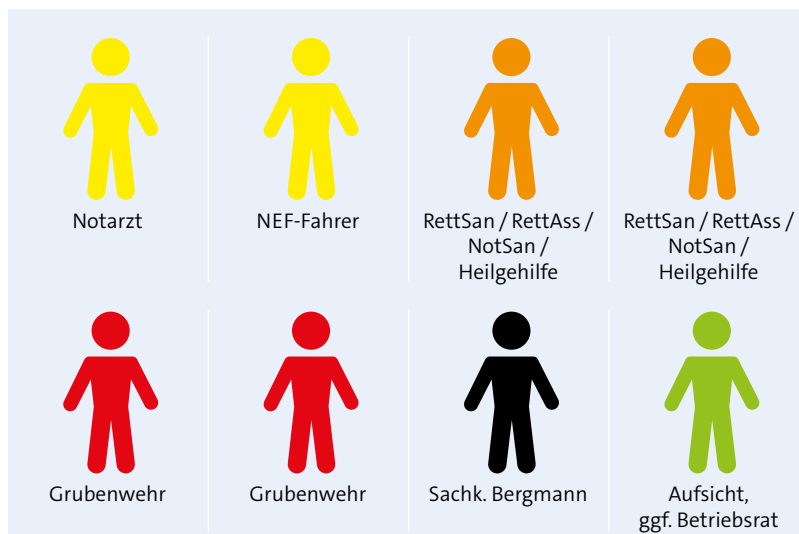 Notarzt
NEF-Fahrer
RettSan / RettAss /
NotSan /
Heilgehilfe
RettSan / RettAss /
NotSan /
Heilgehilfe
Grubenwehr
Grubenwehr
Sachk. Bergmann
Aufsicht,
ggf. Betriebsrat